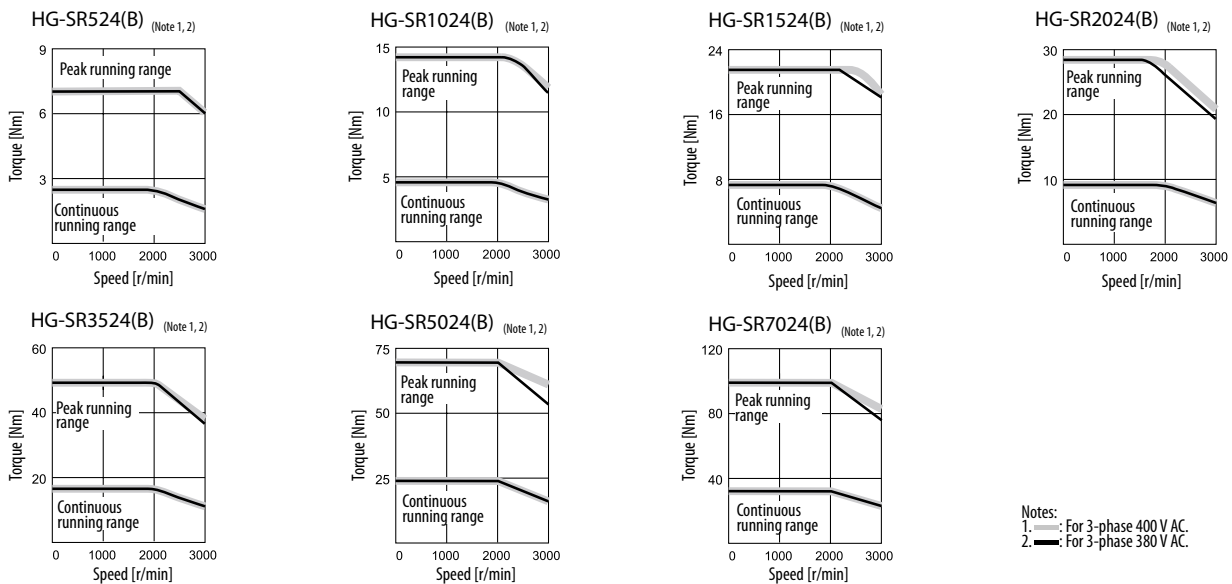 HG-SR524(B) (Note 1, 2)
9
6
3
Torque [Nm]
Peak running range
Continuous
running range
0 1000 2000 3000
Speed [r/min]
HG-SR1024(B) (Note 1, 2)
15
10
5
Torque [Nm]
Peak running
range
Continuous
running range
0 1000 2000 3000
Speed [r/min]
HG-SR1524(B) (Note 1, 2)
24
16
8
Torque [Nm]
Peak running
range
Continuous
running range
0 1000 2000 3000
Speed [r/min]
HG-SR2024(B) (Note 1, 2)
30
20
10
Torque [Nm]
Peak running
range
Continuous
running range
0 1000 2000 3000
Speed [r/min]
HG-SR3524(B) (Note 1, 2)
60
40
20
Torque [Nm]
Peak running
range
Continuous
running range
0 1000 2000 3000
Speed [r/min]
HG-SR5024(B) (Note 1, 2)
75
50
25
Torque [Nm]
Peak running
range
Continuous
running range
0 1000 2000 3000
Speed [r/min]
HG-SR7024(B) (Note 1, 2)
120
80
40
Torque [Nm]
Peak running
range
Continuous
running range
0 1000 2000 3000
Speed [r/min]
Notes:
1. : For 3-phase 400 V AC.
2. : For 3-phase 380 V AC.